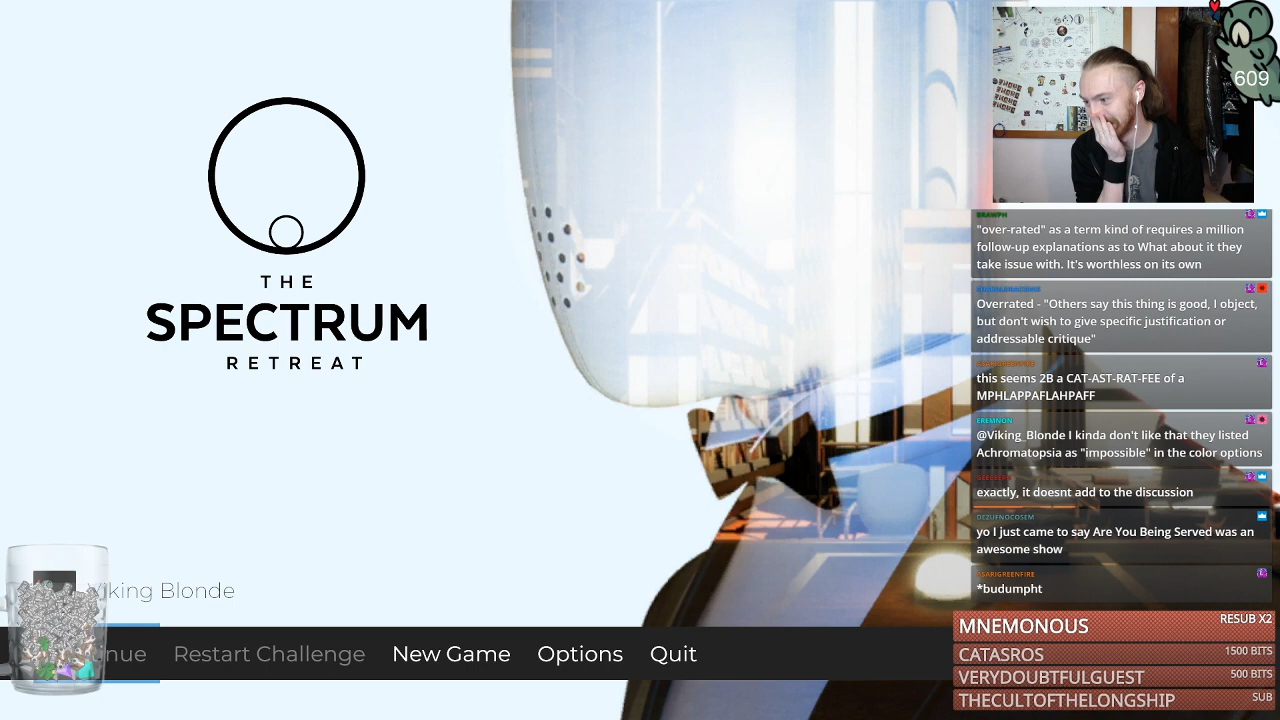 THE
SPECTRUM
RETREAT
Viking Blonde
nue
Restart Challenge
New Game
Options
Quit
609
"over-rated" as a term kind of requires a million
follow-up explanations as to What about it they
take issue with. It's worthless on its own
Overrated - "Others say this thing is good, I object,
but don't wish to give specific justification or
addressable critique"
this seems 2B a CAT-AST-RAT-FEE of a
MPHLAPPAFLAHPAFF
EREMNON
@Viking_Blonde I kinda don't like that they listed
Achromatopsia as "impossible" in the color options
exactly, it doesnt add to the discussion
DEZUFNOCOSEM
yo I just came to say Are You Being Served was an
awesome show
ASARIGREENFIRE
*budumpht
MNEMONOUS RESUB X2
CATASROS 1500 BITS
VERYDOUBTFULGUEST 500 BITS
THECULTOFTHELONGSHIP SUB